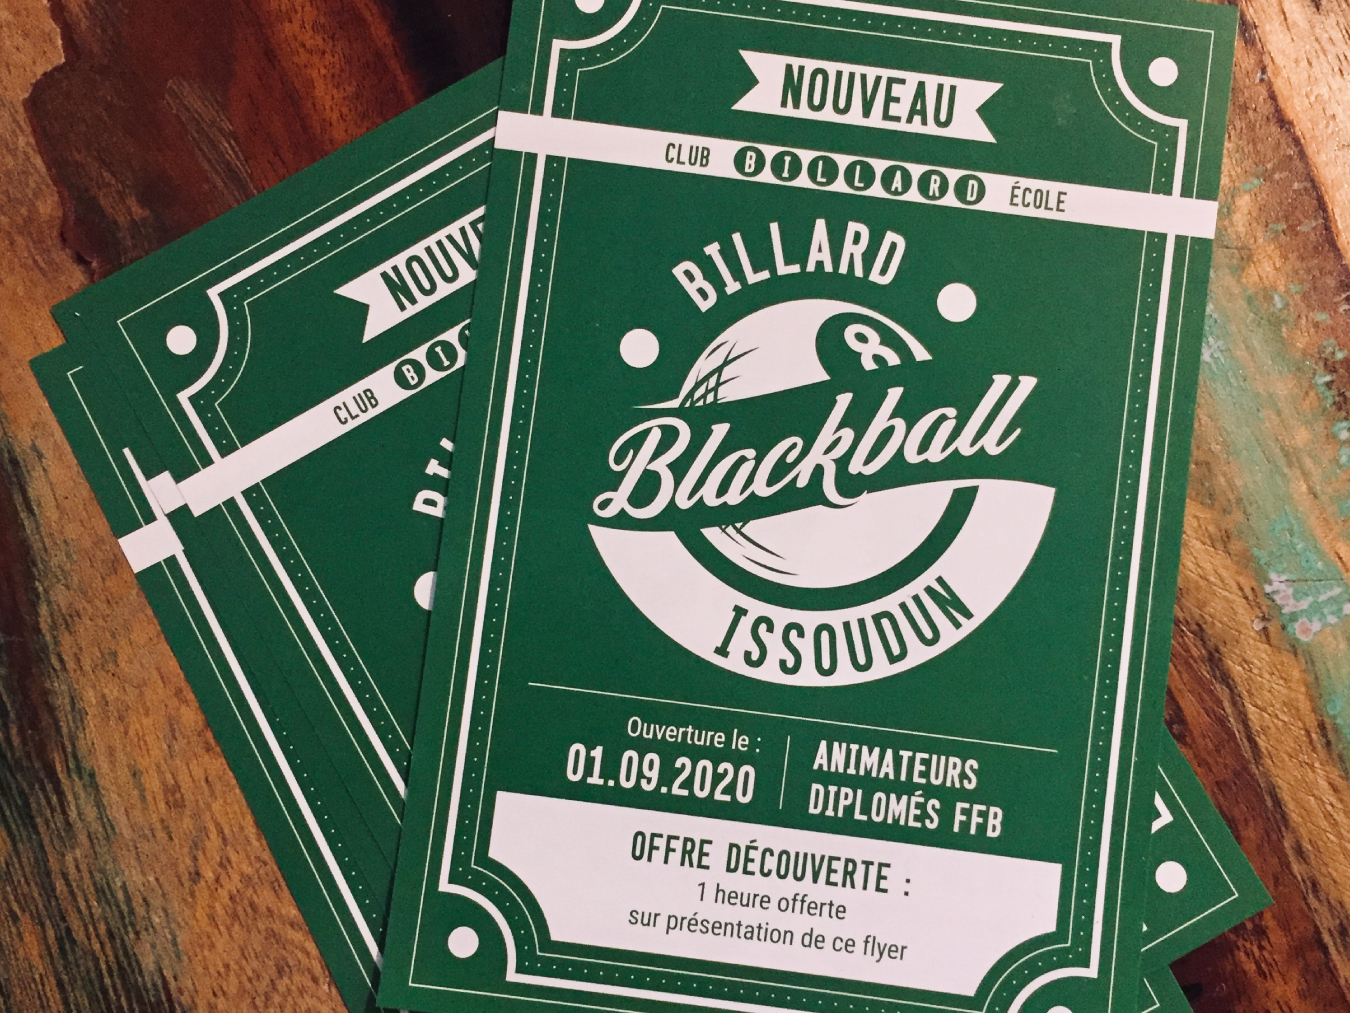 NOUVEAU
CLUB BILLARD ÉCOLE
BILLARD
8
Blackball
ISSOUDUN
Ouverture le :
01.09.2020
ANIMATEURS
DIPLOMÉS FFB
OFFRE DÉCOUVERTE :
1 heure offerte
sur présentation de ce flyer
NOUVE
CLUB BI